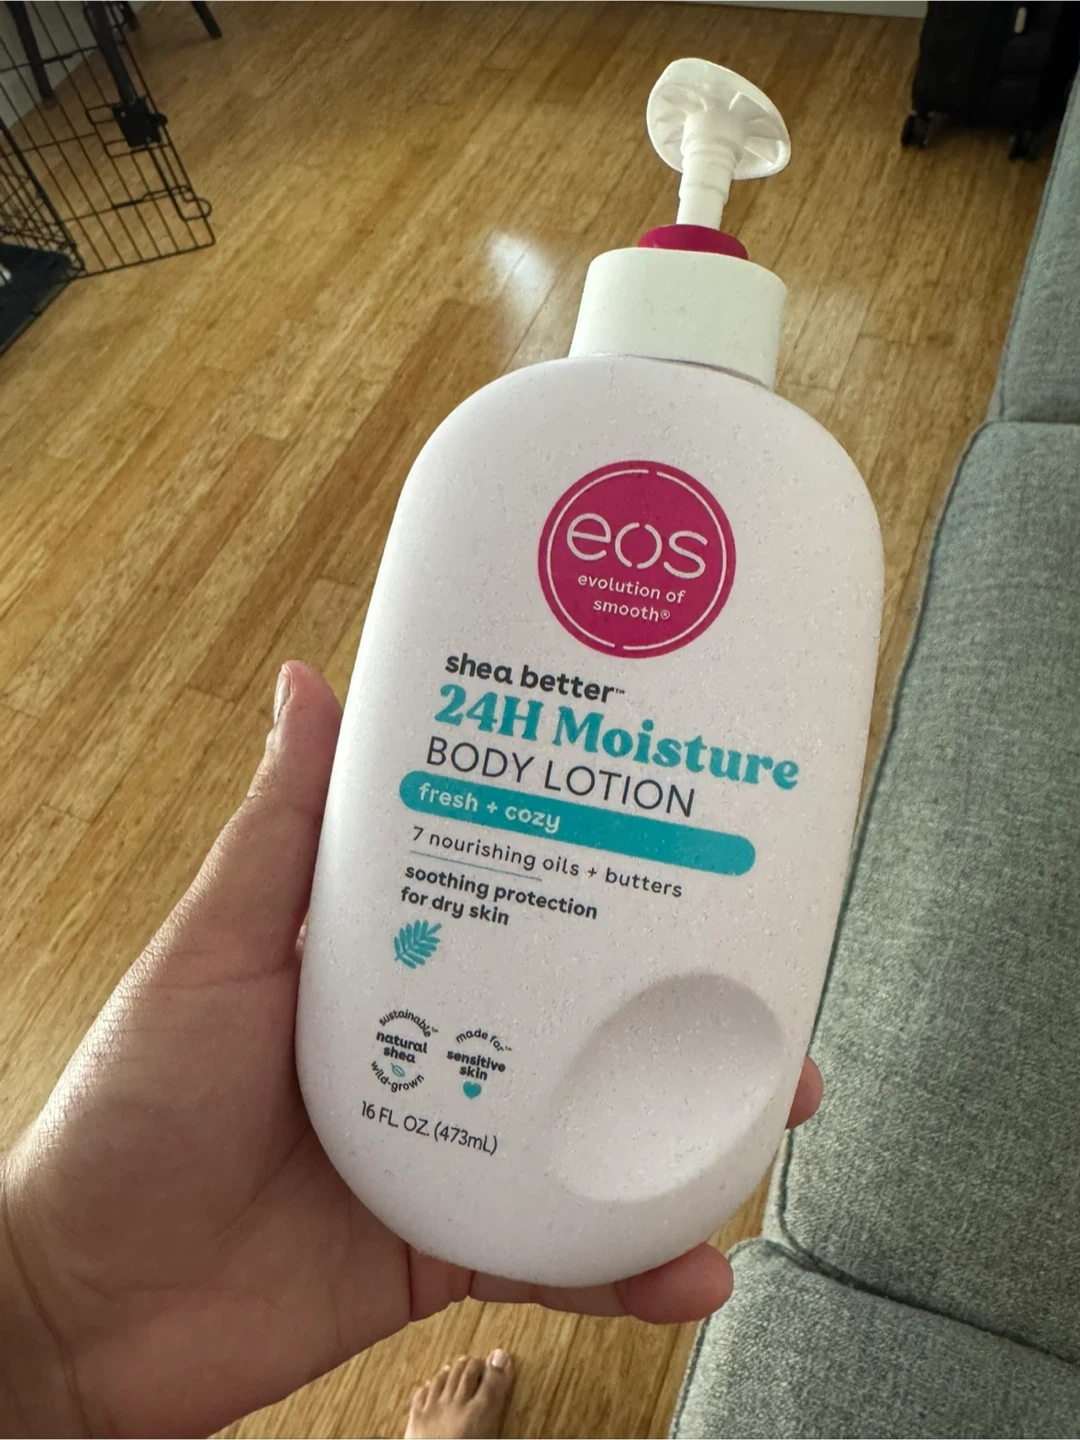 eos
evolution of
smooth®
shea better™
24H Moisture
BODY LOTION
fresh + cozy
7 nourishing oils + butters
soothing protection
for dry skin
sustainable™
natural
shea
wild-grown
made for™
sensitive
skin
16 FL. OZ. (473mL)